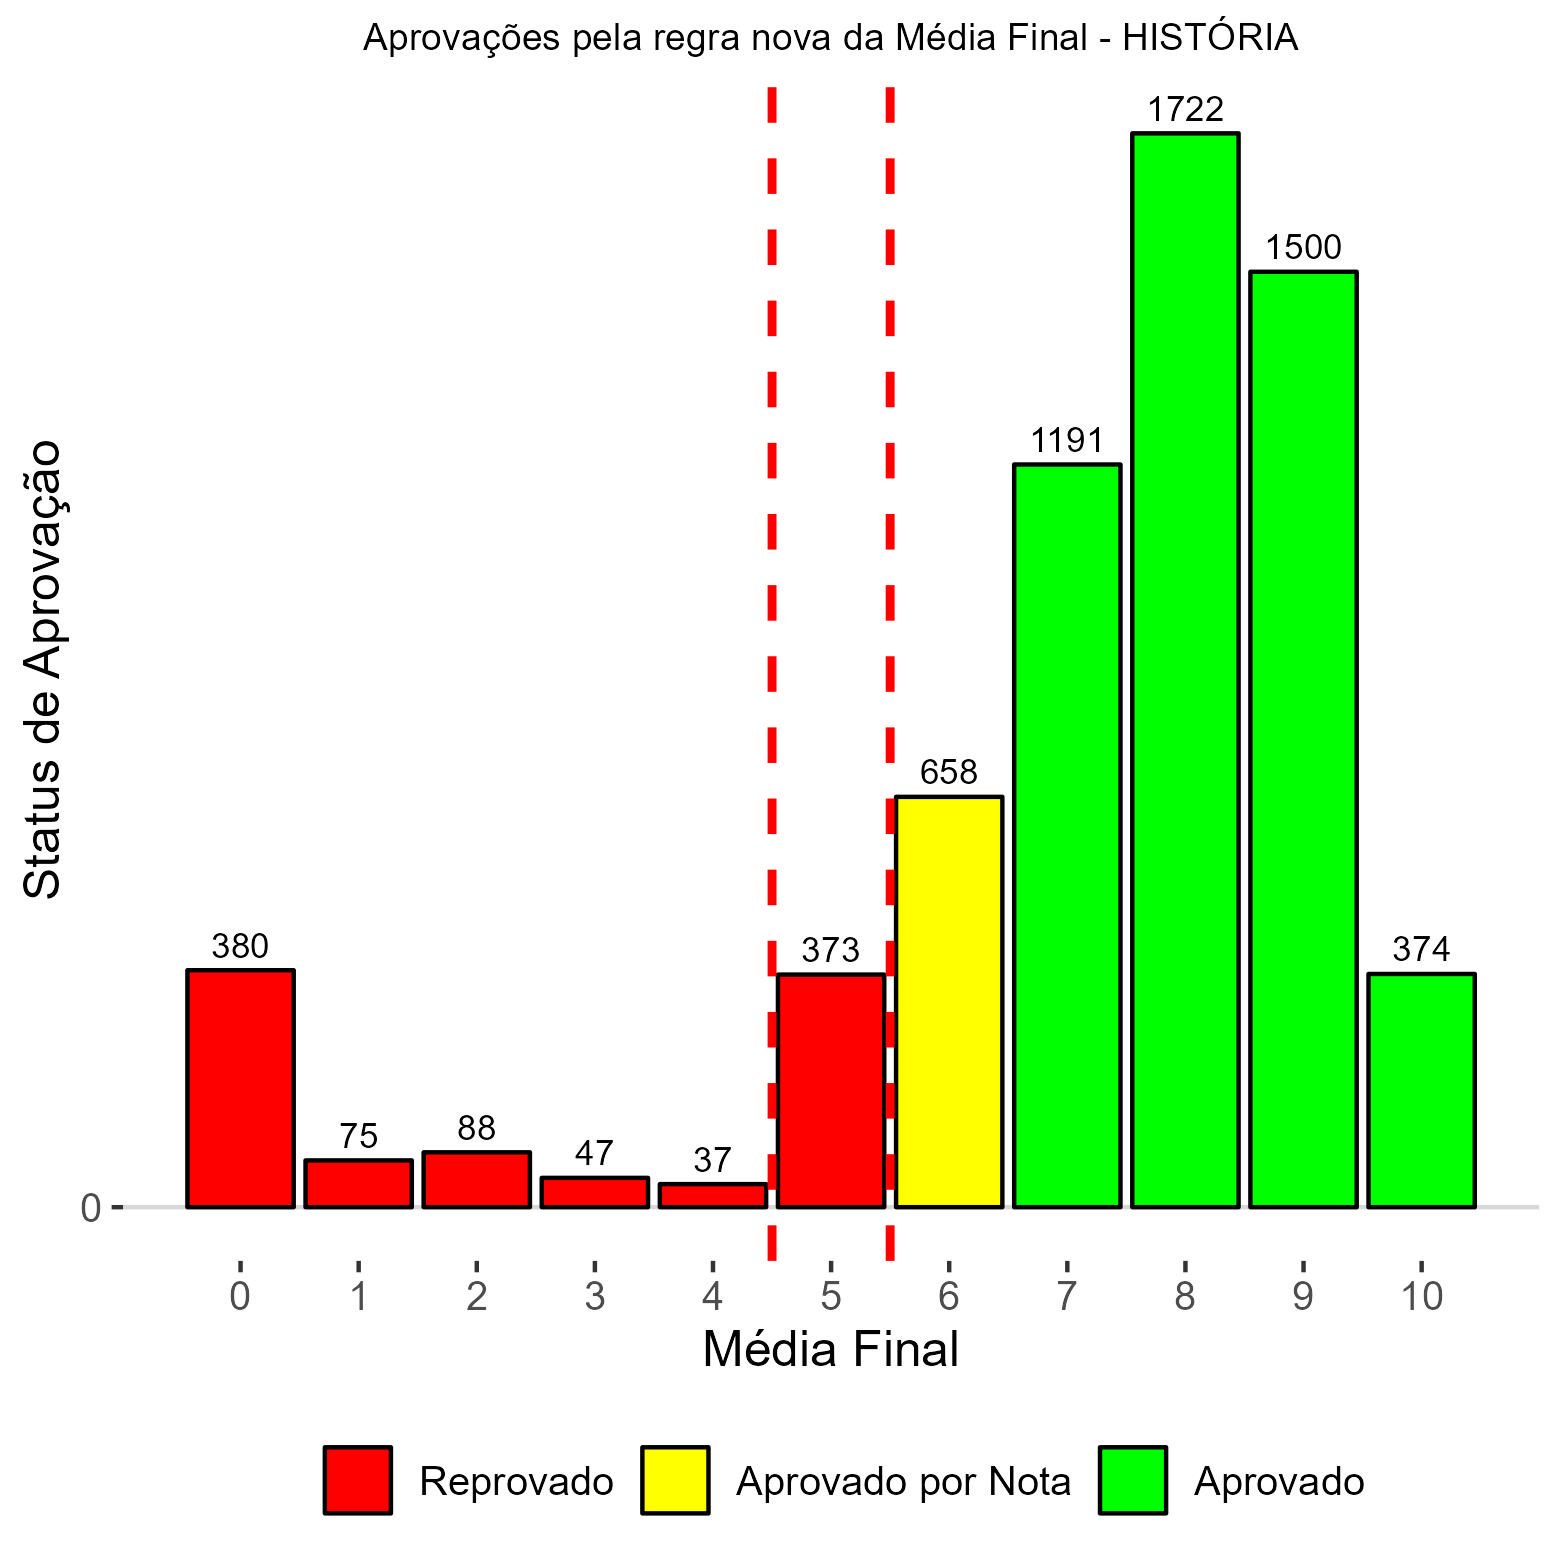 Aprovações pela regra nova da Média Final - HISTÓRIA
1722
1500
1191
658
380
373
374
75
88
47
37
Status de Aprovação
0
0 1 2 3 4 5 6 7 8 9 10
Média Final
Reprovado Aprovado por Nota Aprovado